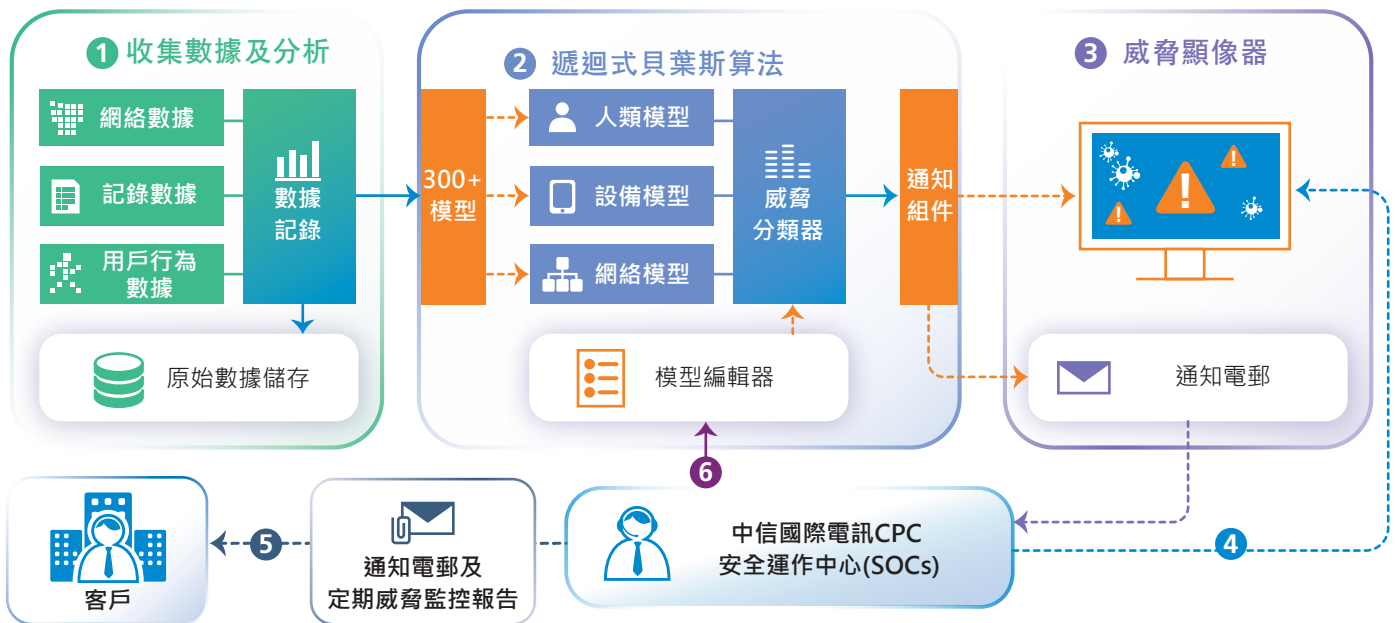 1 收集數據及分析
網絡數據
記錄數據
用戶行為
數據
數據
記錄
原始數據儲存
2 遞迴式貝葉斯算法
300+
模型
人類模型
設備模型
網絡模型
威脅
分類器
通知
組件
模型編輯器
3 威脅顯像器
通知電郵
6
客戶
5
通知電郵及
定期威脅監控報告
中信國際電訊CPC
安全運作中心(SOCs)
4